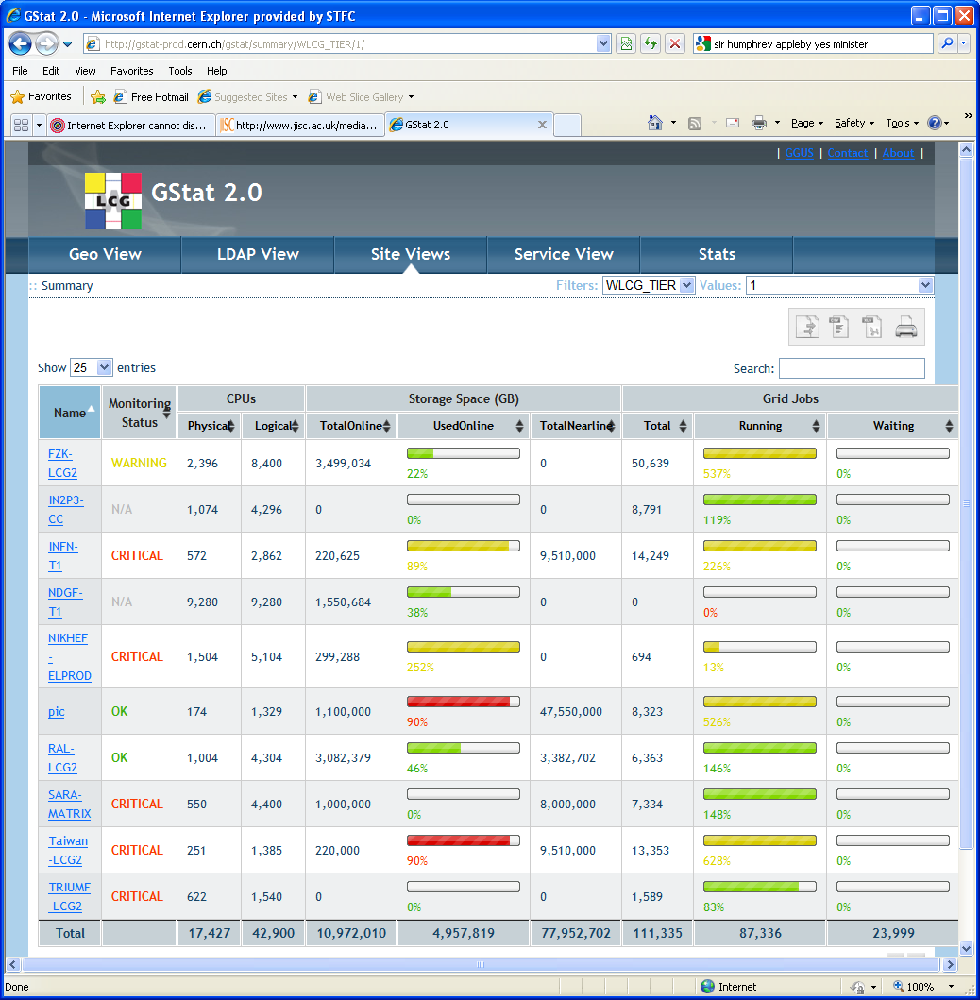 GStat 2.0 - Microsoft Internet Explorer provided by STFC
http://gstat-prod.cern.ch/gstat/summary/WLCG_TIER/1/
sir humphrey appleby yes minister
File Edit View Favorites Tools Help
Favorites Free Hotmail Suggested Sites Web Slice Gallery
Internet Explorer cannot dis... JISC http://www.jisc.ac.uk/media... GStat 2.0 Page Safety Tools »
| GGUS | Contact | About |
LCG GStat 2.0
Geo View LDAP View Site Views Service View Stats
:: Summary Filters: WLCG_TIER Values: 1
Show 25 entries Search:
Name Monitoring Status CPUs Storage Space (GB) Grid Jobs
Physical Logical TotalOnline UsedOnline TotalNearline Total Running Waiting
FZK-LCG2 WARNING 2,396 8,400 3,499,034 22% 0 50,639 537% 0%
IN2P3-CC N/A 1,074 4,296 0 0% 0 8,791 119% 0%
INFN-T1 CRITICAL 572 2,862 220,625 89% 9,510,000 14,249 226% 0%
NDGF-T1 N/A 9,280 9,280 1,550,684 38% 0 0 0% 0%
NIKHEF-ELPROD CRITICAL 1,504 5,104 299,288 252% 0 694 13% 0%
pic OK 174 1,329 1,100,000 90% 47,550,000 8,323 526% 0%
RAL-LCG2 OK 1,004 4,304 3,082,379 46% 3,382,702 6,363 146% 0%
SARA-MATRIX CRITICAL 550 4,400 1,000,000 0% 8,000,000 7,334 148% 0%
Taiwan-LCG2 CRITICAL 251 1,385 220,000 90% 9,510,000 13,353 628% 0%
TRIUMF-LCG2 CRITICAL 622 1,540 0 0% 0 1,589 83% 0%
Total 17,427 42,900 10,972,010 4,957,819 77,952,702 111,335 87,336 23,999
Done Internet 100%